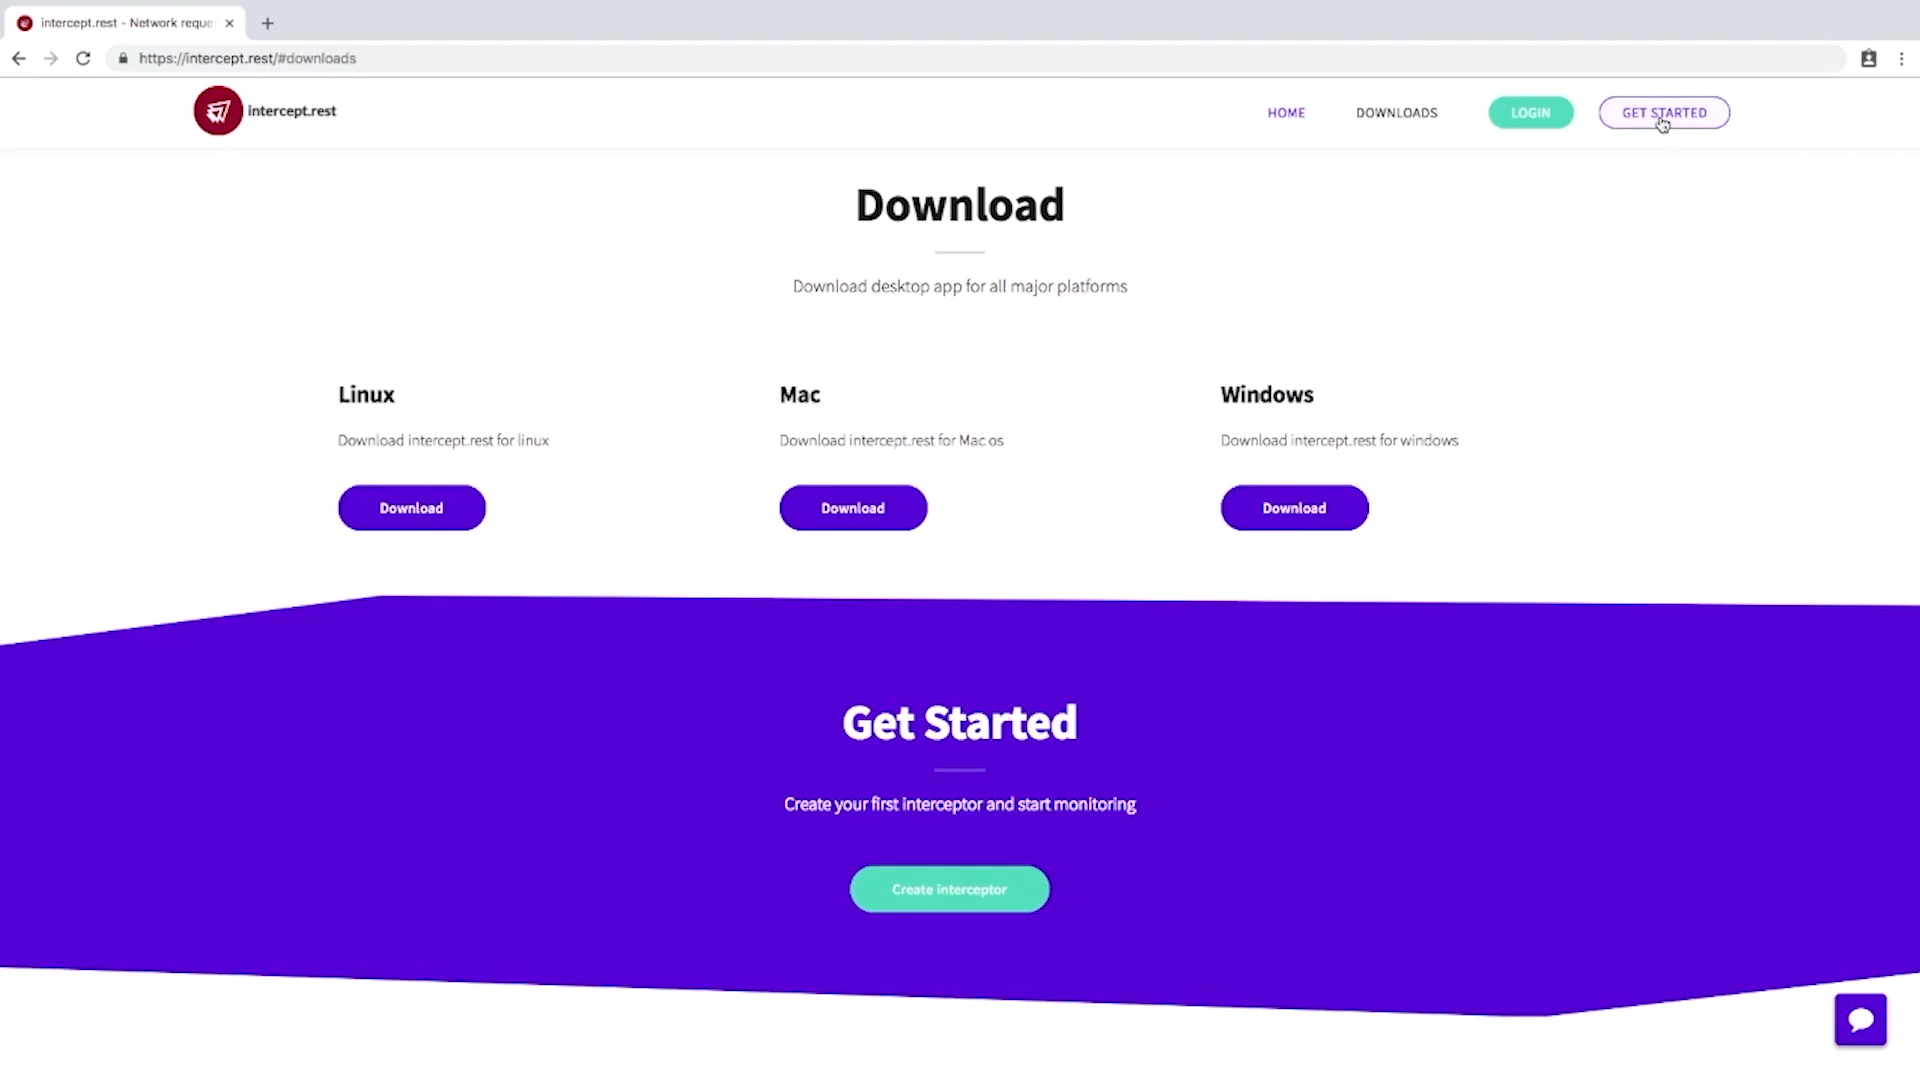 intercept.rest - Network reque
https://intercept.rest/#downloads
intercept.rest
HOME DOWNLOADS LOGIN GET STARTED
Download
Download desktop app for all major platforms
Linux Mac Windows
Download intercept.rest for linux Download intercept.rest for Mac os Download intercept.rest for windows
Download Download Download
Get Started
Create your first interceptor and start monitoring
Create interceptor